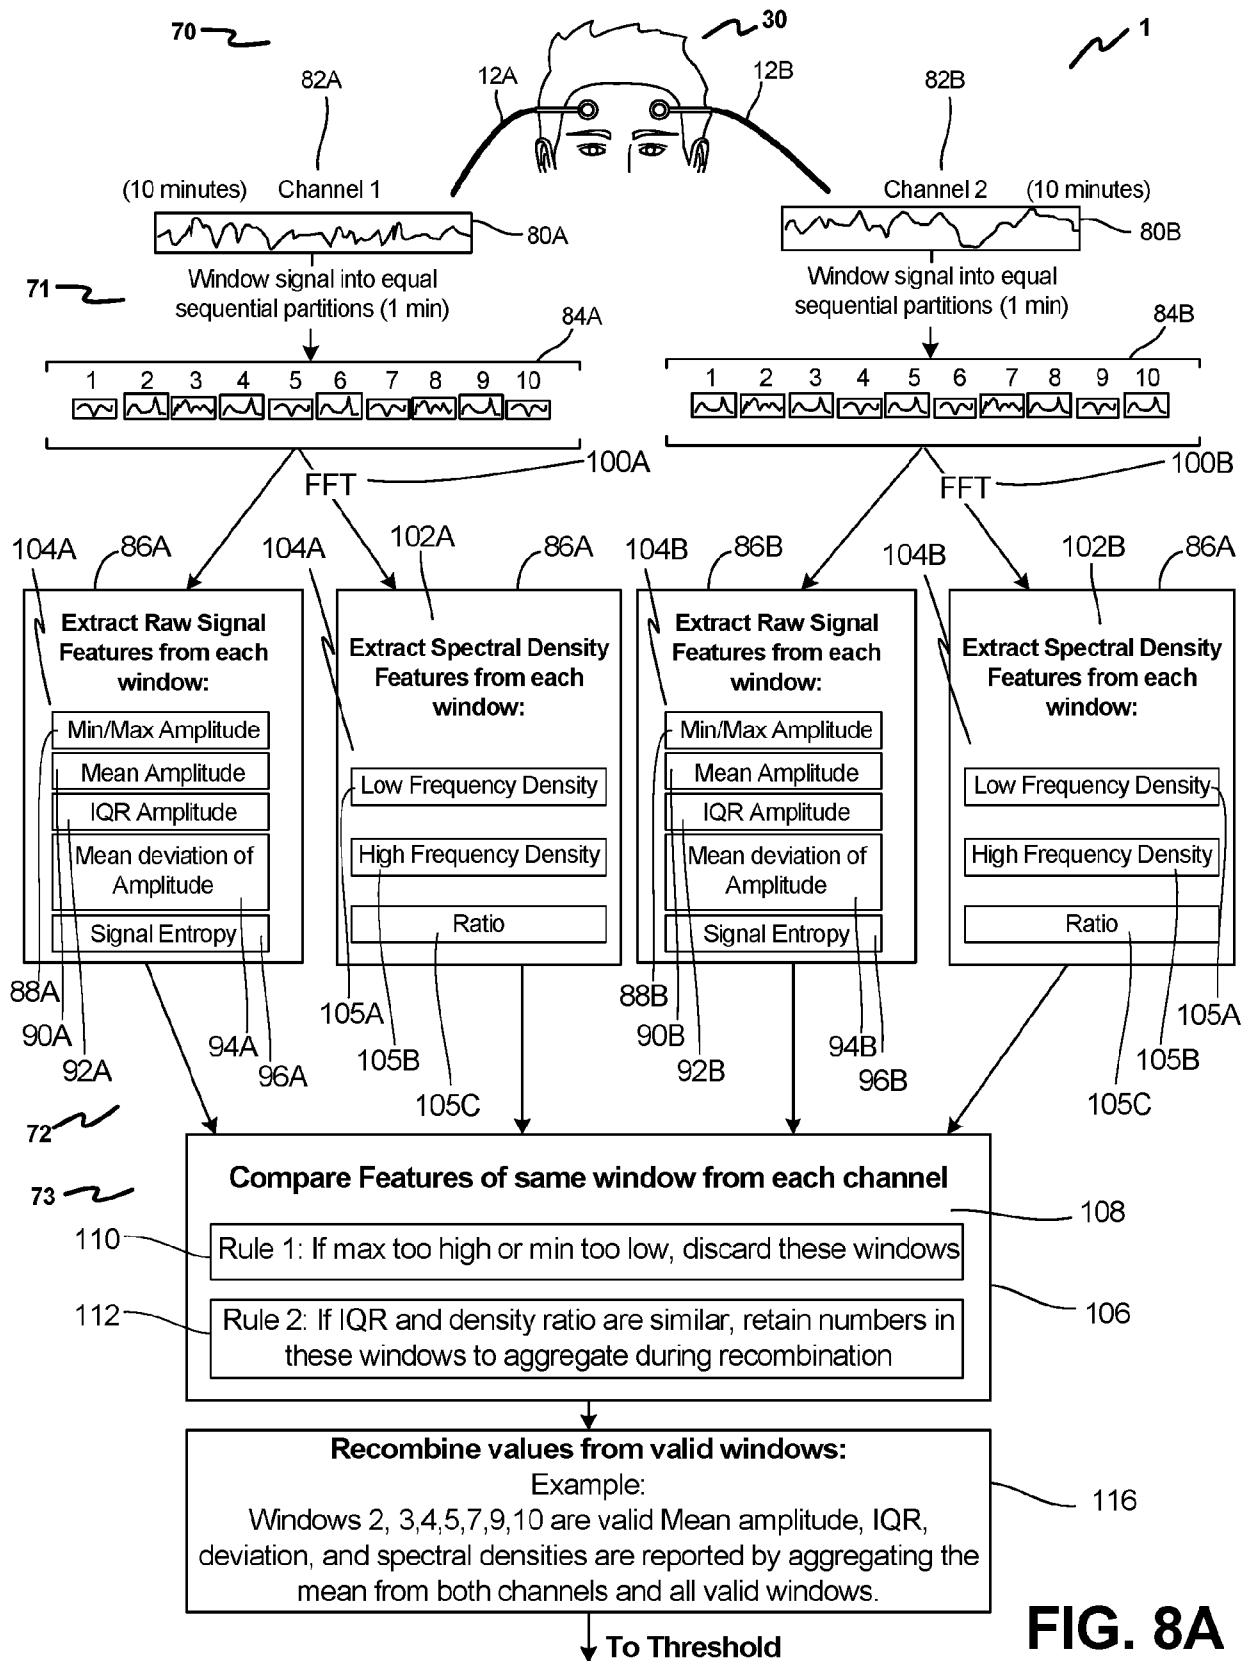 70
30
1
82A
12A
12B
82B
(10 minutes) Channel 1
Channel 2 (10 minutes)
80A
80B
Window signal into equal
sequential partitions (1 min)
Window signal into equal
sequential partitions (1 min)
71
84A
84B
1 2 3 4 5 6 7 8 9 10
1 2 3 4 5 6 7 8 9 10
FFT
100A
FFT
100B
104A
86A
104A
102A
86A
104B
86B
104B
102B
86A
Extract Raw Signal
Features from each
window:
Min/Max Amplitude
Mean Amplitude
IQR Amplitude
Mean deviation of
Amplitude
Signal Entropy
Extract Spectral Density
Features from each
window:
Low Frequency Density
High Frequency Density
Ratio
Extract Raw Signal
Features from each
window:
Min/Max Amplitude
Mean Amplitude
IQR Amplitude
Mean deviation of
Amplitude
Signal Entropy
Extract Spectral Density
Features from each
window:
Low Frequency Density
High Frequency Density
Ratio
88A
90A
92A
94A
96A
105A
105B
105C
88B
90B
92B
94B
96B
105A
105B
105C
72
73
Compare Features of same window from each channel
108
110
Rule 1: If max too high or min too low, discard these windows
112
Rule 2: If IQR and density ratio are similar, retain numbers in
these windows to aggregate during recombination
106
Recombine values from valid windows:
Example:
Windows 2, 3,4,5,7,9,10 are valid Mean amplitude, IQR,
deviation, and spectral densities are reported by aggregating the
mean from both channels and all valid windows.
116
To Threshold
FIG. 8A